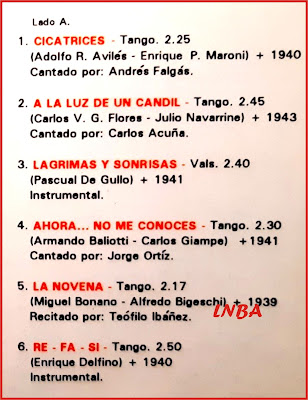 Lado A.
1. CICATRICES - Tango. 2.25
(Adolfo R. Avilés - Enrique P. Maroni) + 1940
Cantado por: Andrés Falgás.
2. A LA LUZ DE UN CANDIL - Tango. 2.45
(Carlos V. G. Flores - Julio Navarrine) + 1943
Cantado por: Carlos Acuña.
3. LAGRIMAS Y SONRISAS - Vals. 2.40
(Pascual De Gullo) + 1941
Instrumental.
4. AHORA... NO ME CONOCES - Tango. 2.30
(Armando Baliotti - Carlos Giampe) +1941
Cantado por: Jorge Ortíz.
5. LA NOVENA - Tango. 2.17
(Miguel Bonano - Alfredo Bigeschi) + 1939
Recitado por: Teófilo Ibáñez.
LNBA
6. RE - FA - SI - Tango. 2.50
(Enrique Delfino) + 1940
Instrumental.